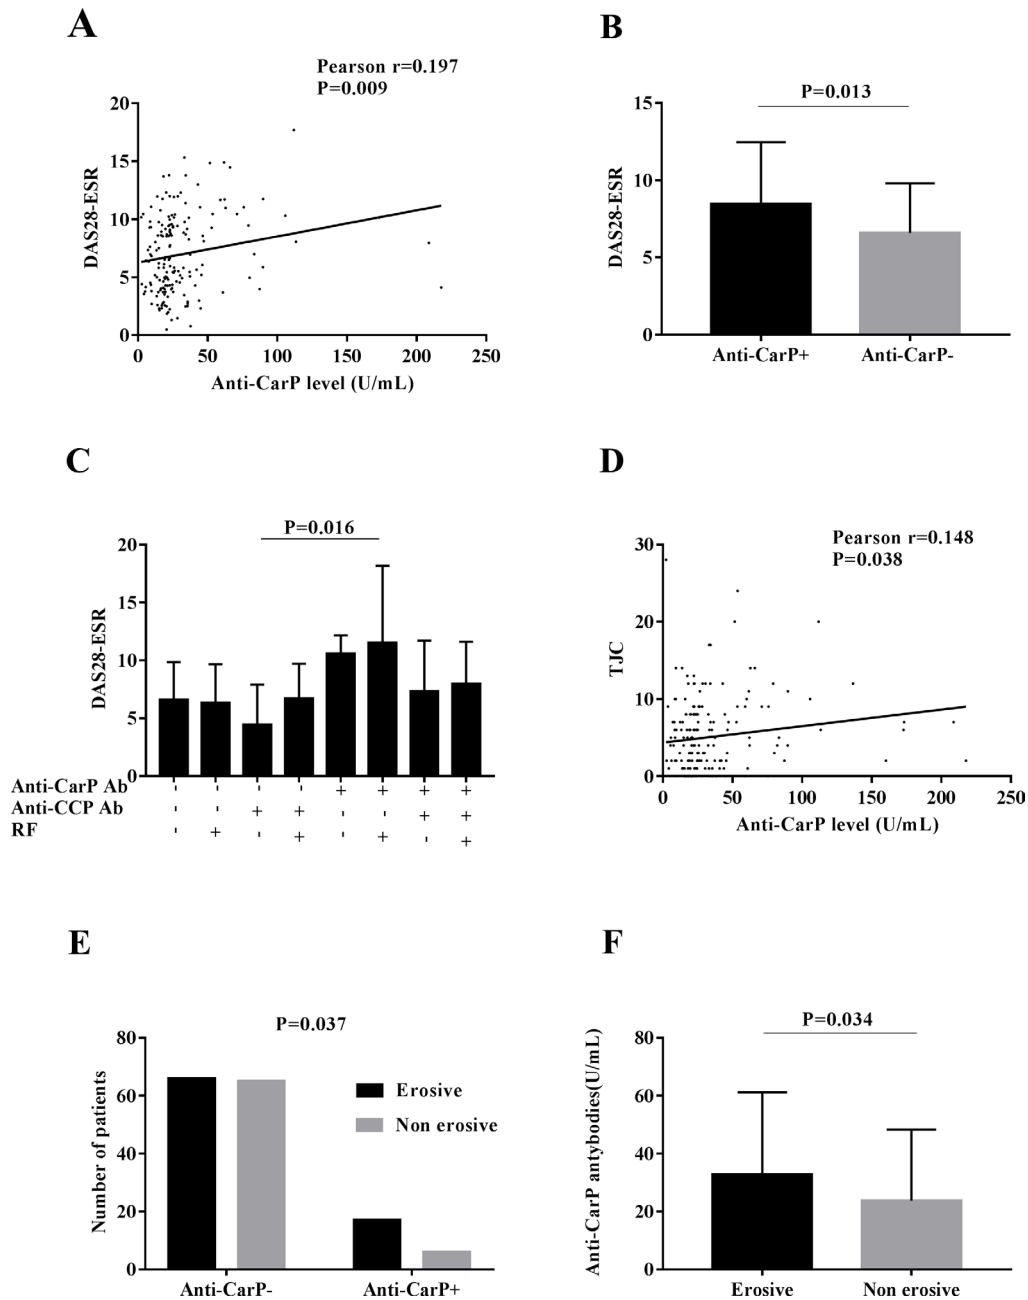 A
Pearson r=0.197
P=0.009
20
15
10
5
0
DAS28-ESR
0 50 100 150 200 250
Anti-CarP level (U/mL)
B
P=0.013
15
10
5
0
DAS28-ESR
Anti-CarP+ Anti-CarP-
C
P=0.016
20
15
10
5
0
DAS28-ESR
Anti-CarP Ab - - - - + + + +
Anti-CCP Ab - - + + - - + +
RF - + - + - + - +
D
Pearson r=0.148
P=0.038
30
20
10
0
TJC
0 50 100 150 200 250
Anti-CarP level (U/mL)
E
P=0.037
80
60
40
20
0
Number of patients
Erosive
Non erosive
Anti-CarP- Anti-CarP+
F
P=0.034
80
60
40
20
0
Anti-CarP antybodies(U/mL)
Erosive Non erosive